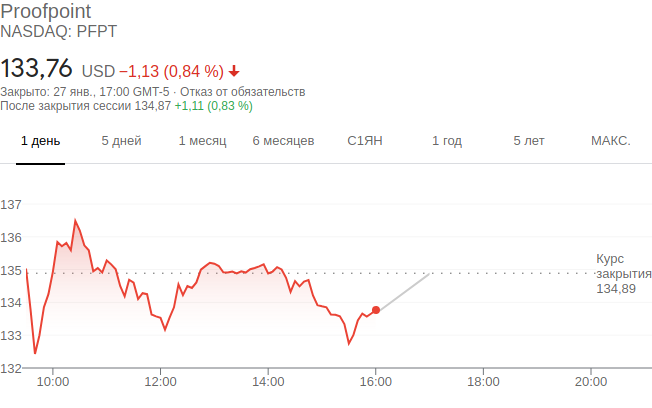 Proofpoint
NASDAQ: PFPT
133,76 USD −1,13 (0,84 %)
Закрыто: 27 янв., 17:00 GMT-5 · Отказ от обязательств
После закрытия сессии 134,87 +1,11 (0,83 %)
1 день 5 дней 1 месяц 6 месяцев С1ЯН 1 год 5 лет МАКС.
137
136
135
134
133
132
Курс
закрытия
134,89
10:00 12:00 14:00 16:00 18:00 20:00